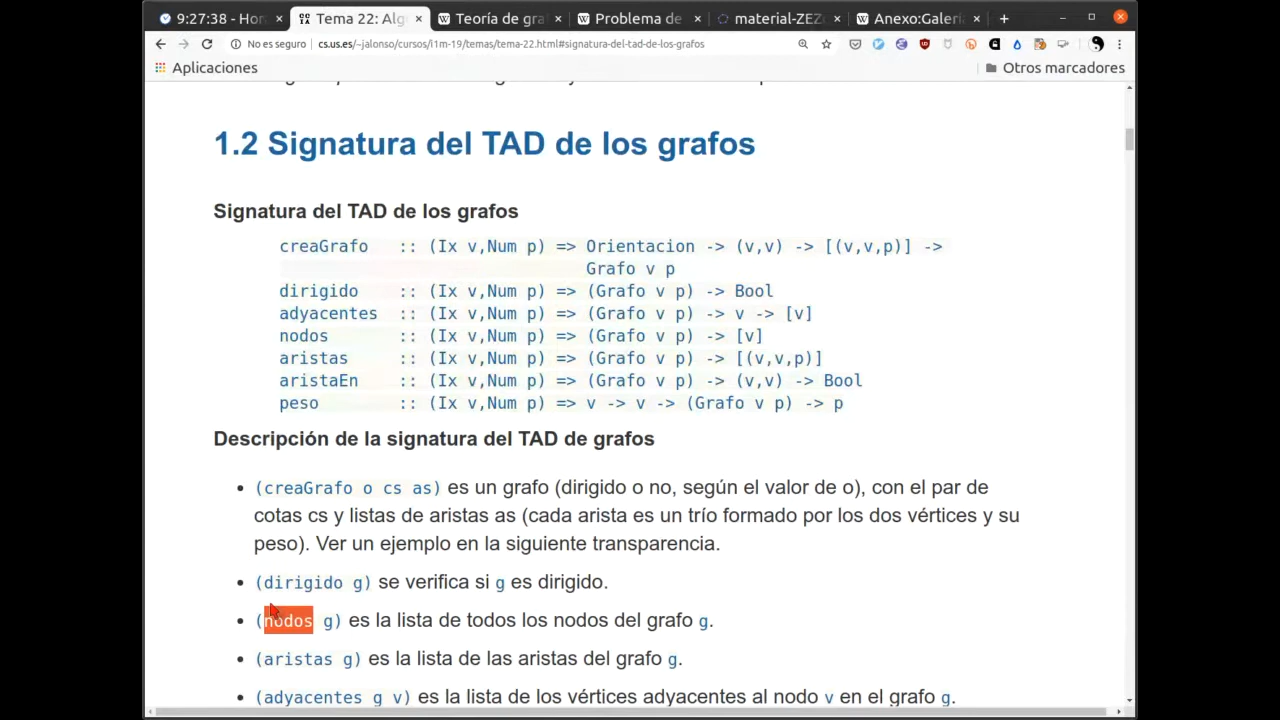 9:27:38 - Ho
Tema 22: Alg
Teoría de gra
Problema de
material-ZEZ
Anexo:Galerí
No es seguro | cs.us.es/~jalonso/cursos/i1m-19/temas/tema-22.html#signatura-del-tad-de-los-grafos
Aplicaciones
Otros marcadores
1.2 Signatura del TAD de los grafos
Signatura del TAD de los grafos
creaGrafo :: (Ix v,Num p) => Orientacion -> (v,v) -> [(v,v,p)] ->
Grafo v p
dirigido :: (Ix v,Num p) => (Grafo v p) -> Bool
adyacentes :: (Ix v,Num p) => (Grafo v p) -> v -> [v]
nodos :: (Ix v,Num p) => (Grafo v p) -> [v]
aristas :: (Ix v,Num p) => (Grafo v p) -> [(v,v,p)]
aristaEn :: (Ix v,Num p) => (Grafo v p) -> (v,v) -> Bool
peso :: (Ix v,Num p) => v -> v -> (Grafo v p) -> p
Descripción de la signatura del TAD de grafos
• (creaGrafo o cs as) es un grafo (dirigido o no, según el valor de o), con el par de
cotas cs y listas de aristas as (cada arista es un trío formado por los dos vértices y su
peso). Ver un ejemplo en la siguiente transparencia.
• (dirigido g) se verifica si g es dirigido.
• (nodos g) es la lista de todos los nodos del grafo g.
• (aristas g) es la lista de las aristas del grafo g.
• (adyacentes g v) es la lista de los vértices adyacentes al nodo v en el grafo g.